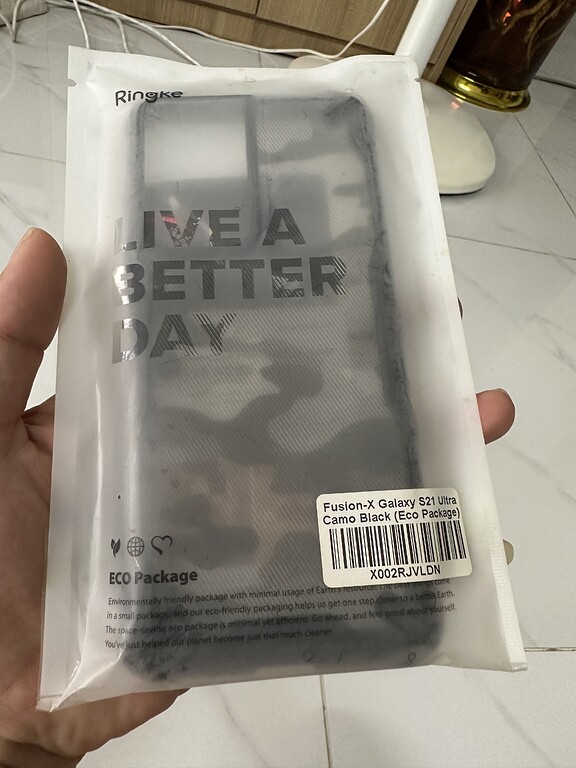 Ringke
LIVE A
BETTER
DAY
Fusion-X Galaxy S21 Ultra
Camo Black (Eco Package)
X002RJVLDN
ECO Package
Environmentally friendly package with minimal usage of Earth's resource! The
in a small package, and our eco-friendly packaging helps us get one step closer to a better Earth.
The space-saving eco package is minimal yet efficient. Go ahead, and feel good about yourself.
You've just helped our planet become just that much cleaner.